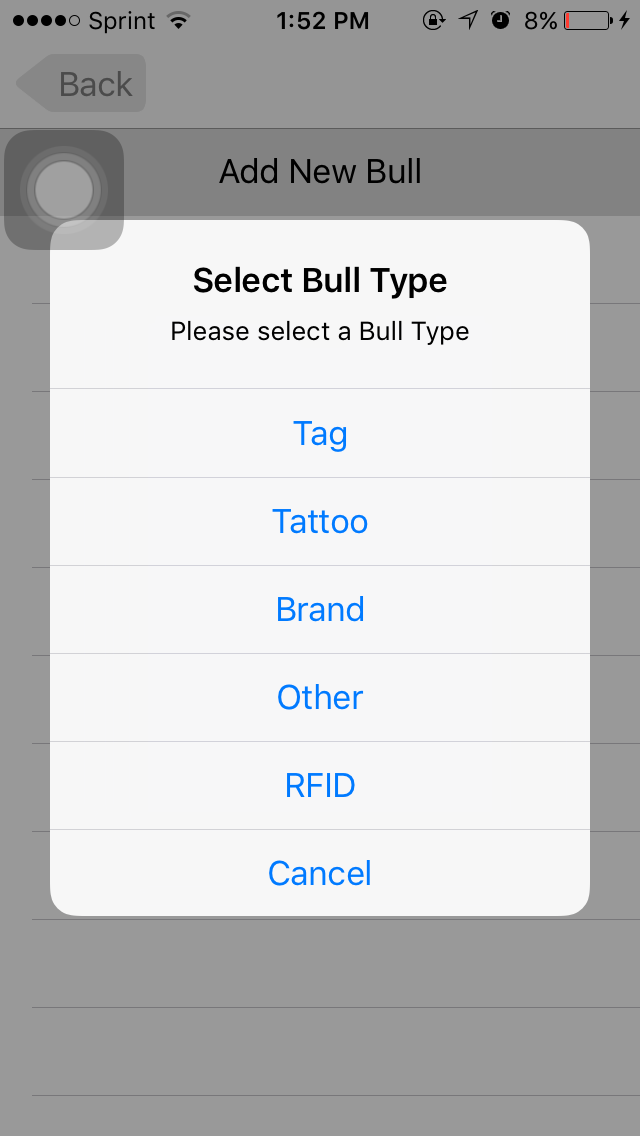 Sprint 1:52 PM 8%
Back
Add New Bull
Select Bull Type
Please select a Bull Type
Tag
Tattoo
Brand
Other
RFID
Cancel